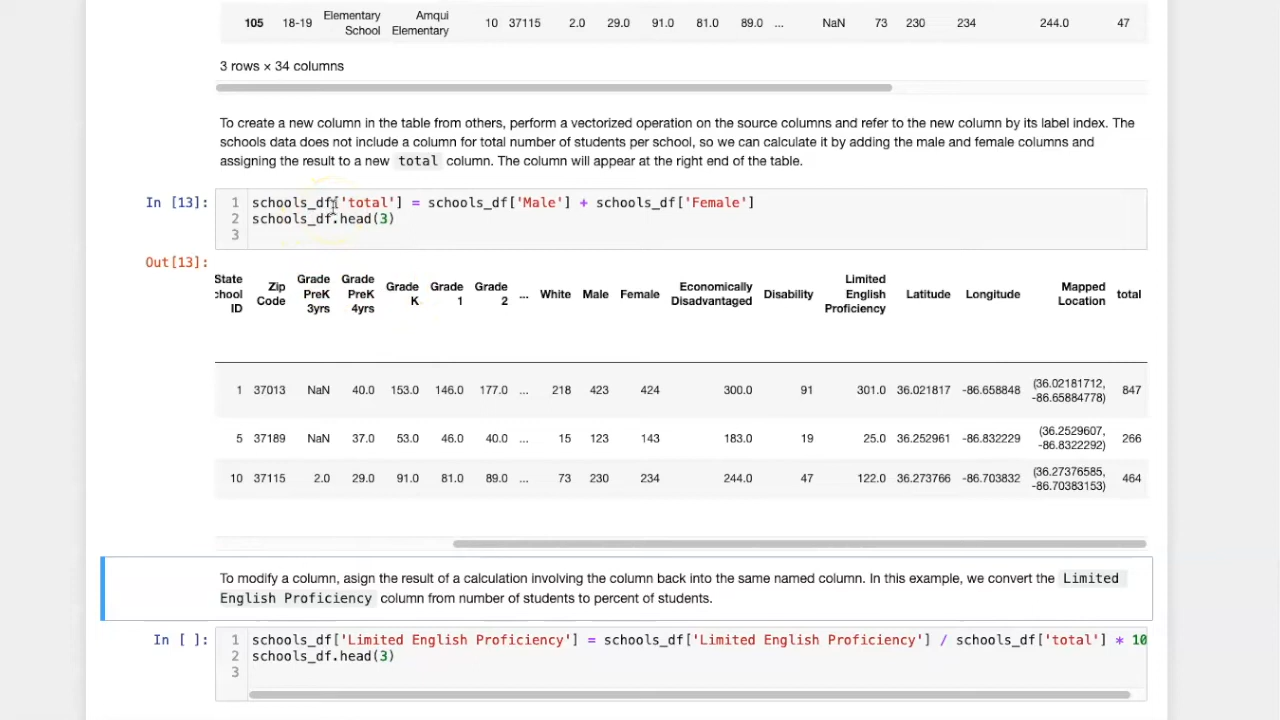 105 18-19 Elementary School Amqui Elementary 10 37115 2.0 29.0 91.0 81.0 89.0 ... NaN 73 230 234 244.0 47
3 rows × 34 columns
To create a new column in the table from others, perform a vectorized operation on the source columns and refer to the new column by its label index. The
schools data does not include a column for total number of students per school, so we can calculate it by adding the male and female columns and
assigning the result to a new total column. The column will appear at the right end of the table.
In [13]: 1 schools_df['total'] = schools_df['Male'] + schools_df['Female']
2 schools_df.head(3)
3
Out[13]:
State chool ID Zip Code Grade PreK 3yrs Grade PreK 4yrs Grade K Grade 1 Grade 2 ... White Male Female Economically Disadvantaged Disability Limited English Proficiency Latitude Longitude Mapped Location total
1 37013 NaN 40.0 153.0 146.0 177.0 ... 218 423 424 300.0 91 301.0 36.021817 -86.658848 (36.02181712, -86.65884778) 847
5 37189 NaN 37.0 53.0 46.0 40.0 ... 15 123 143 183.0 19 25.0 36.252961 -86.832229 (36.2529607, -86.8322292) 266
10 37115 2.0 29.0 91.0 81.0 89.0 ... 73 230 234 244.0 47 122.0 36.273766 -86.703832 (36.27376585, -86.70383153) 464
To modify a column, asign the result of a calculation involving the column back into the same named column. In this example, we convert the Limited
English Proficiency column from number of students to percent of students.
In [ ]: 1 schools_df['Limited English Proficiency'] = schools_df['Limited English Proficiency'] / schools_df['total'] * 10
2 schools_df.head(3)
3